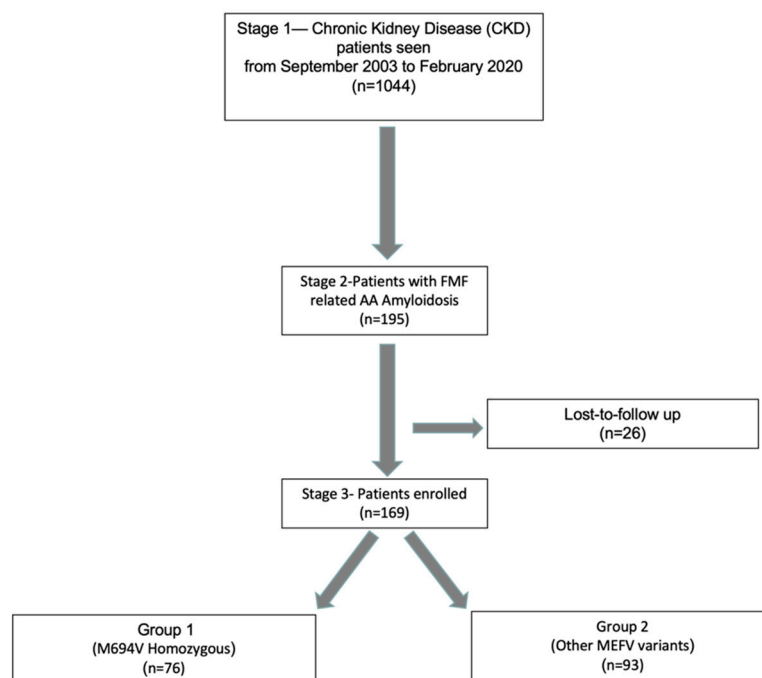 Stage 1— Chronic Kidney Disease (CKD)
patients seen
from September 2003 to February 2020
(n=1044)
Stage 2-Patients with FMF
related AA Amyloidosis
(n=195)
Lost-to-follow up
(n=26)
Stage 3- Patients enrolled
(n=169)
Group 1
(M694V Homozygous)
(n=76)
Group 2
(Other MEFV variants)
(n=93)